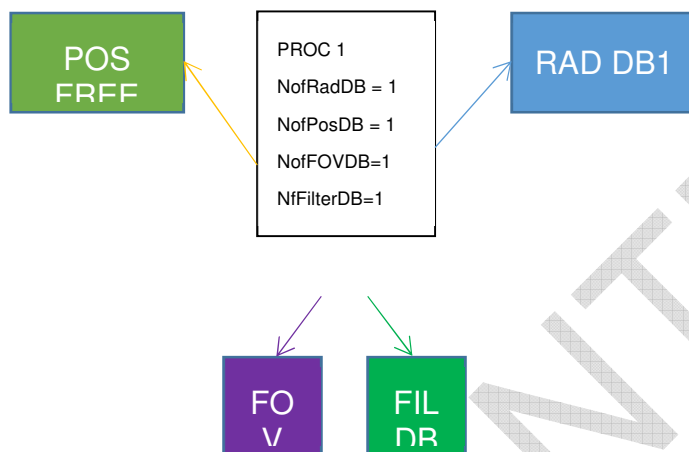 POS
FREE
PROC 1
NofRadDB = 1
NofPosDB = 1
NofFOVDB=1
NfFilterDB=1
RAD DB1
FO
V
FIL
DB